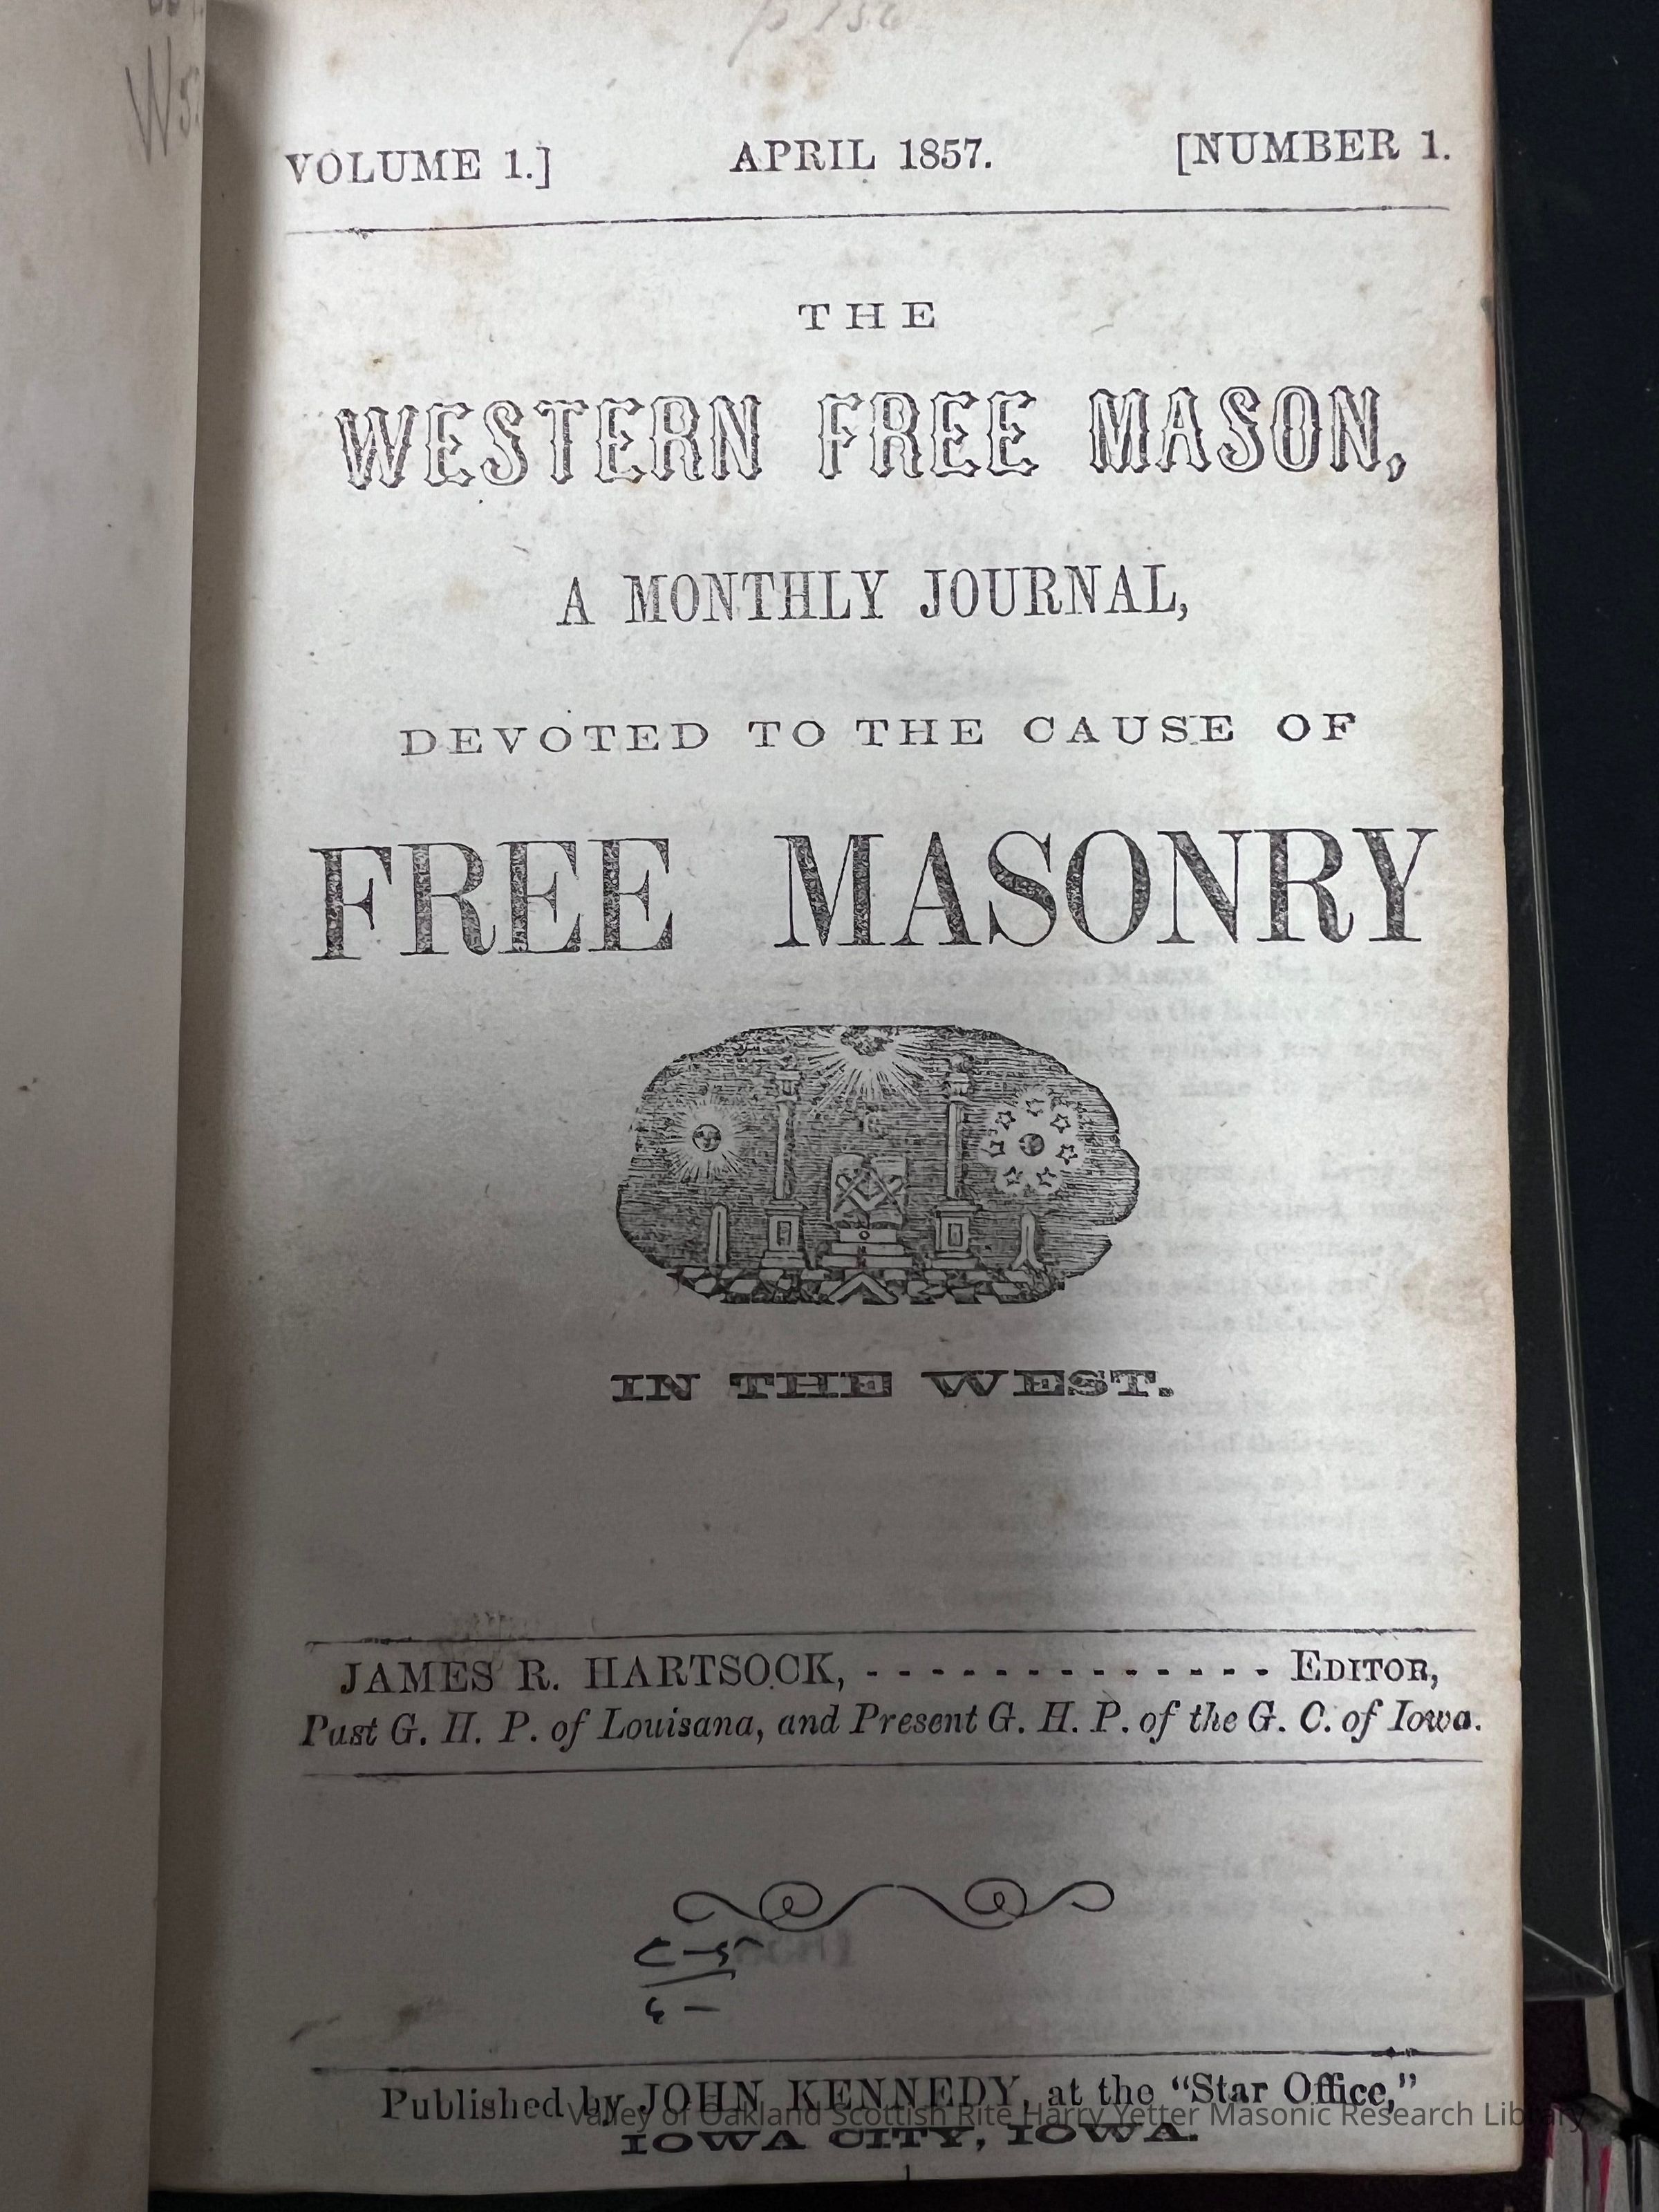 VOLUME 1.] APRIL 1857. [NUMBER 1.
THE
WESTERN FREE MASON,
A MONTHLY JOURNAL,
DEVOTED TO THE CAUSE OF
FREE MASONRY
IN THE WEST.
JAMES R. HARTSOCK, - - - - - - - - - - - - - EDITOR,
Past G. H. P. of Louisana, and Present G. H. P. of the G. C. of Iowa.
Published by JOHN KENNEDY, at the "Star Office,"
Valley of Oakland Scottish Rite Harry Yetter Masonic Research Library
IOWA CITY, IOWA.